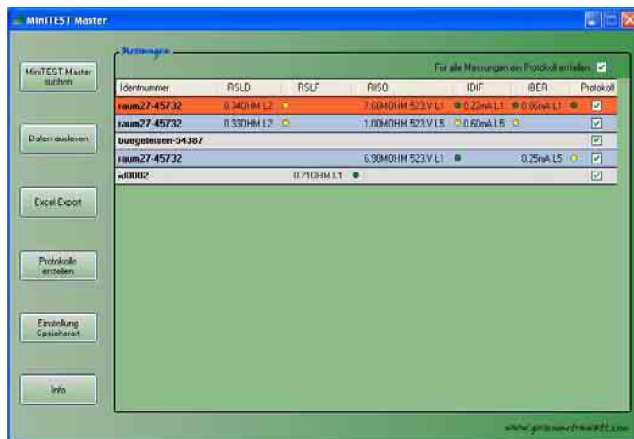 MiniTEST Master
Messungen
Für alle Messungen ein Protokoll erstellen
MiniTEST Master
suchen
Identnummer RSLD RSLF RISO IDIF IBER Protokoll
raum27-45732 0.34OHM L2 7.60MOHM 523.V L1 0.22mA L1 0.06mA L1
raum27-45732 0.33OHM L2 1.00MOHM 523.V L5 0.60mA L5
Daten auslesen
buegeleisen-54387
raum27-45732 6.90MOHM 523.V L1 0.25mA L5
id0002 0.71OHM L1
Excel Export
Protokolle
erstellen
Einstellung
Speicherort
Info